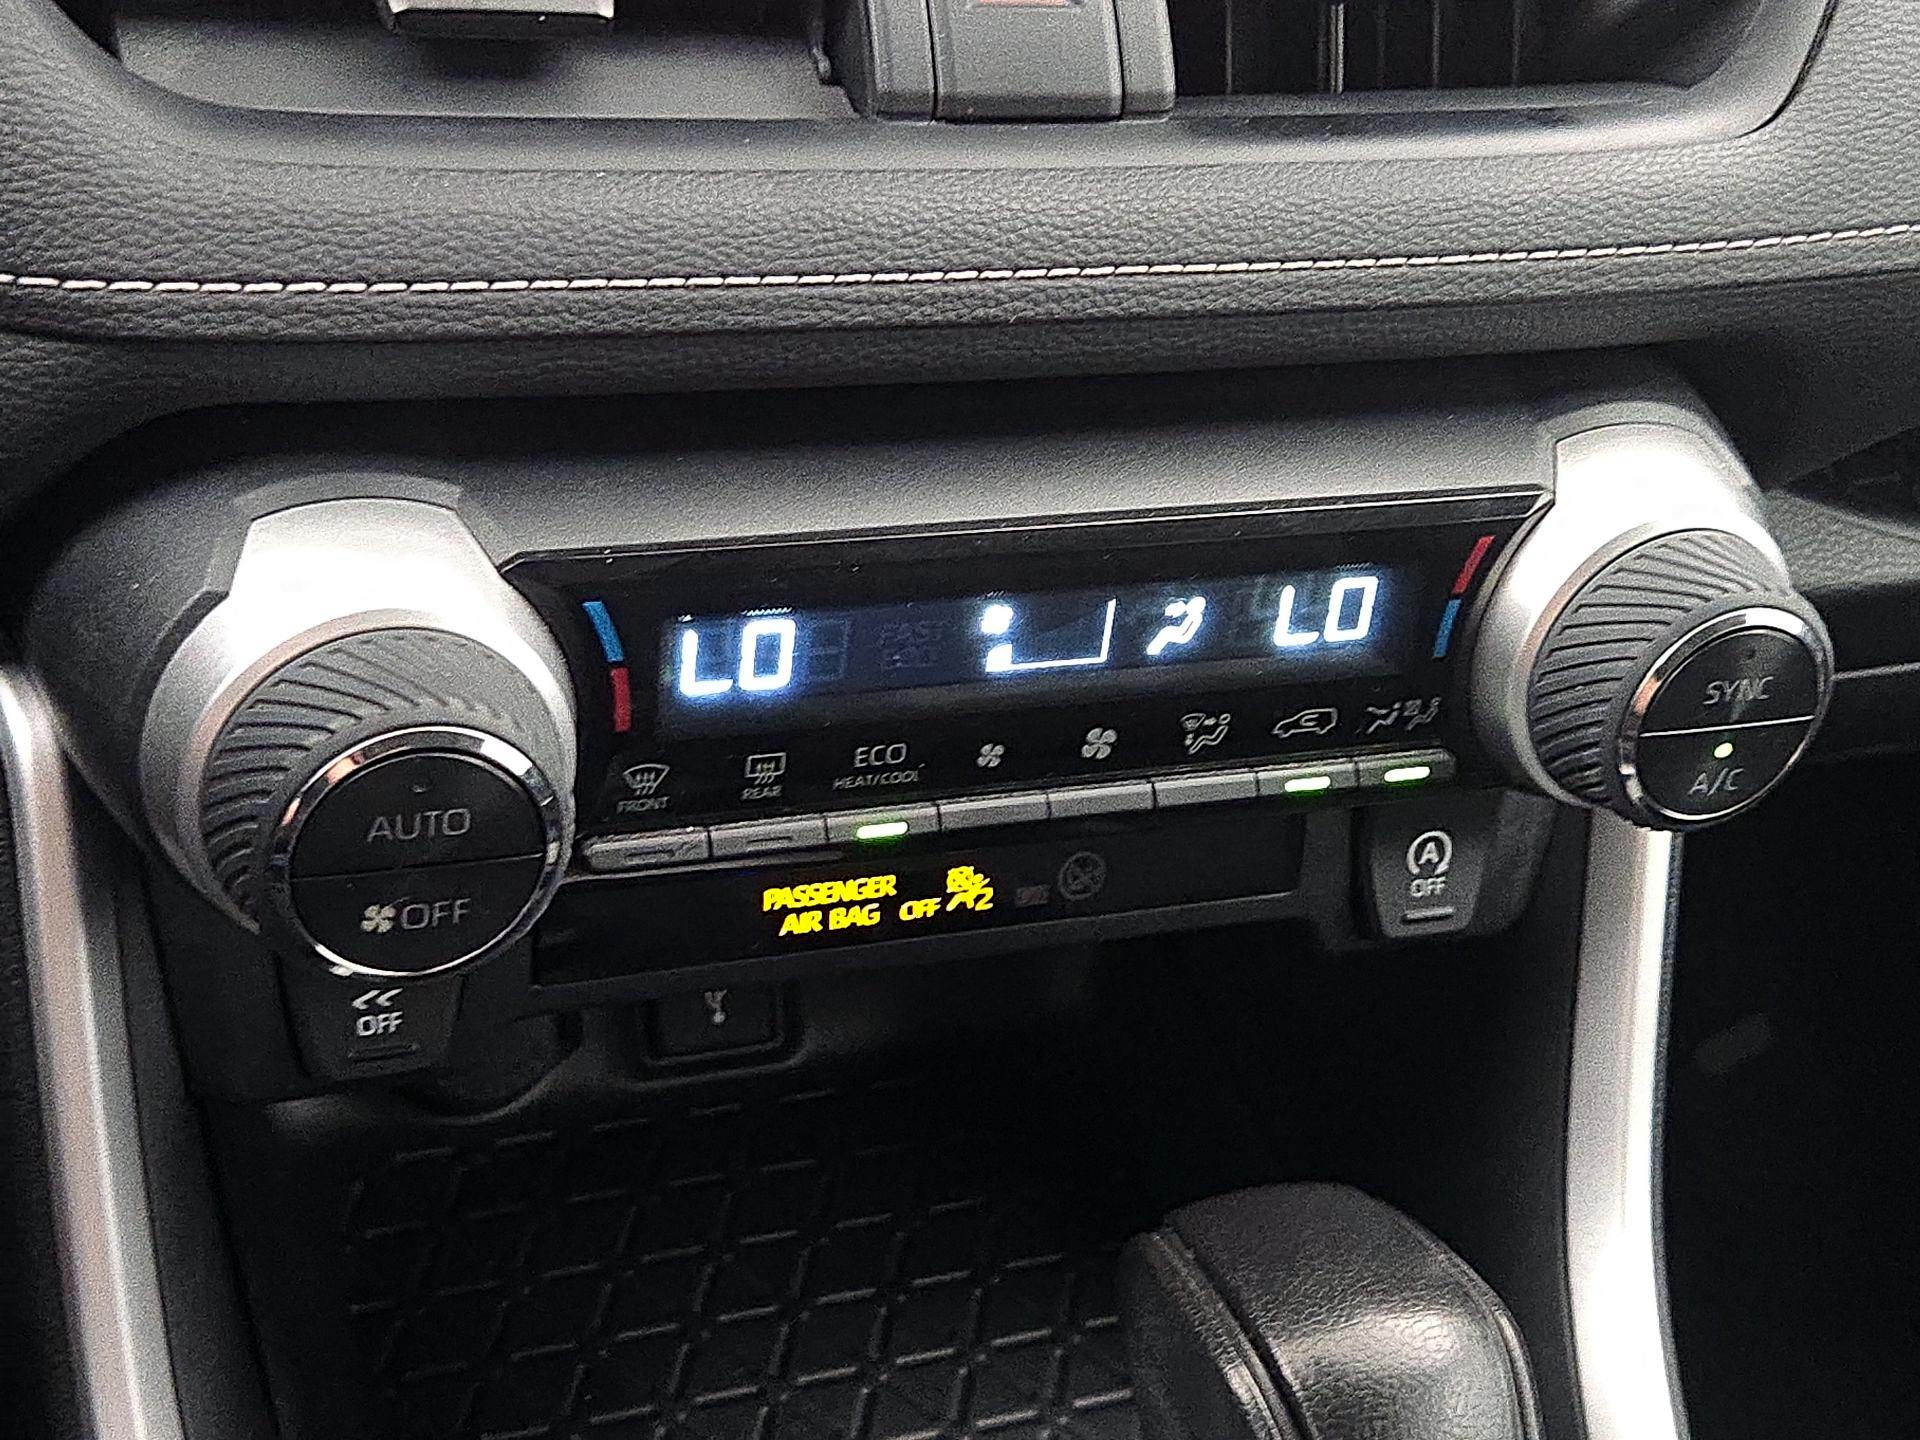 LO LO
FRONT
REAR
ECO
HEAT/COOL
SYNC
A/C
AUTO
OFF
PASSENGER
AIR BAG OFF 2
A
OFF
OFF